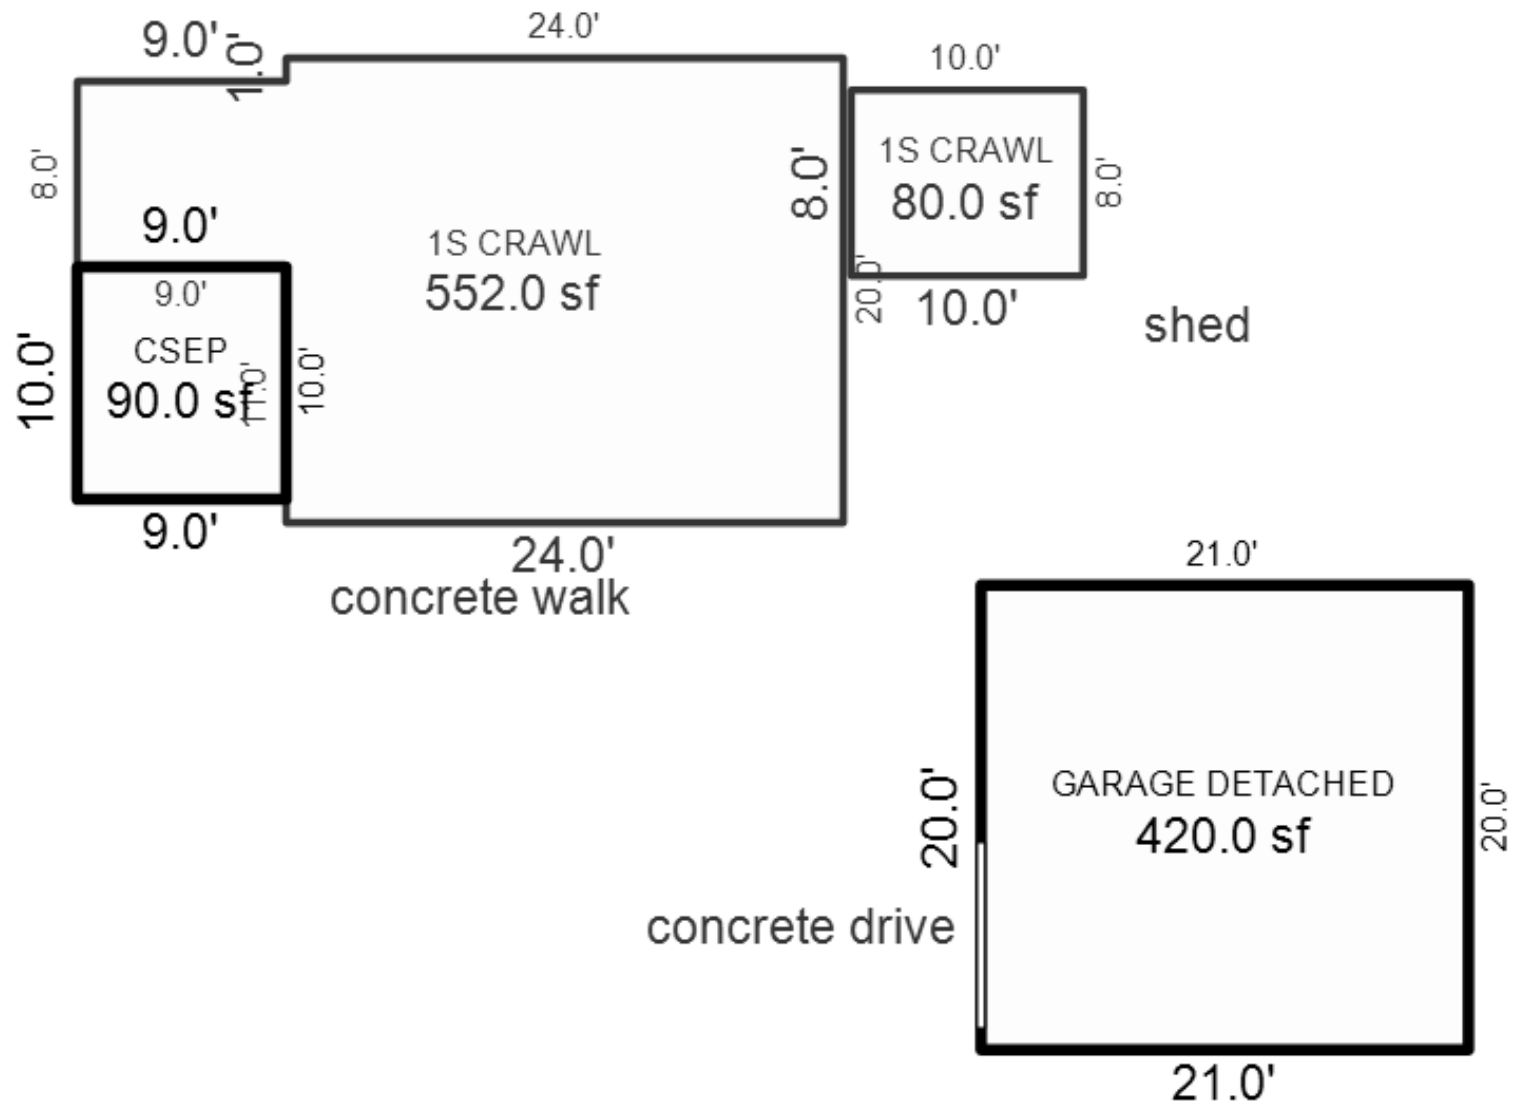 9.0'
1.0'
24.0'
10.0'
8.0'
9.0'
1S CRAWL
552.0 sf
8.0'
20.0'
1S CRAWL
80.0 sf
8.0'
10.0'
shed
9.0'
CSEP
90.0 sf
10.0'
11.0'
10.0'
9.0'
24.0'
concrete walk
21.0'
20.0'
GARAGE DETACHED
420.0 sf
20.0'
concrete drive
21.0'